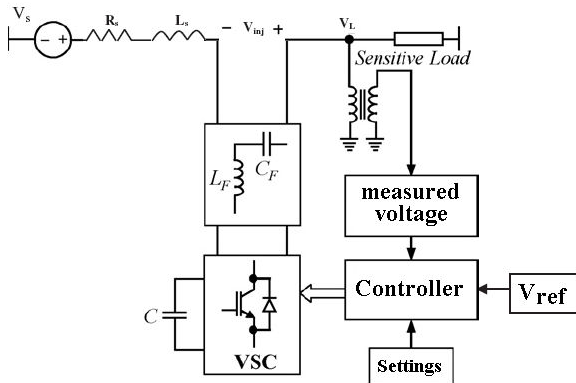 Vs
Rs
Ls
- Vinj +
VL
- +
Sensitive Load
LF
CF
measured
voltage
C
VSC
Controller
Vref
Settings